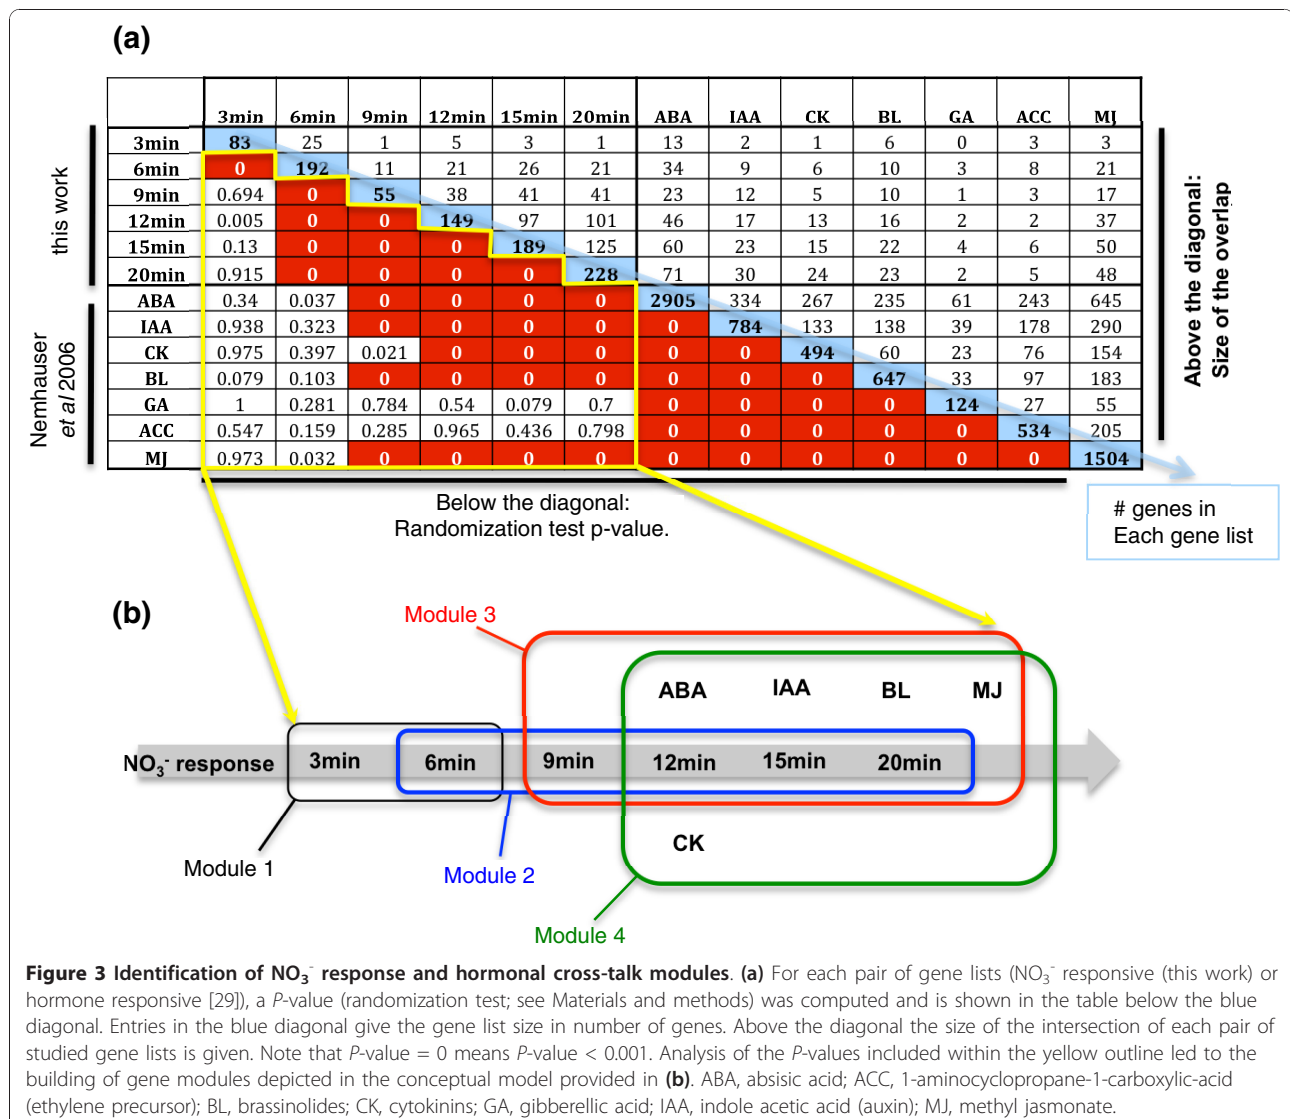 (a)
3min 6min 9min 12min 15min 20min ABA IAA CK BL GA ACC MJ
3min 83 25 1 5 3 1 13 2 1 6 0 3 3
6min 0 192 11 21 26 21 34 9 6 10 3 8 21
9min 0.694 0 55 38 41 41 23 12 5 10 1 3 17
12min 0.005 0 0 149 97 101 46 17 13 16 2 2 37
15min 0.13 0 0 0 189 125 60 23 15 22 4 6 50
20min 0.915 0 0 0 0 228 71 30 24 23 2 5 48
ABA 0.34 0.037 0 0 0 0 2905 334 267 235 61 243 645
IAA 0.938 0.323 0 0 0 0 0 784 133 138 39 178 290
CK 0.975 0.397 0.021 0 0 0 0 0 494 60 23 76 154
BL 0.079 0.103 0 0 0 0 0 0 0 647 33 97 183
GA 1 0.281 0.784 0.54 0.079 0.7 0 0 0 0 124 27 55
ACC 0.547 0.159 0.285 0.965 0.436 0.798 0 0 0 0 0 534 205
MJ 0.973 0.032 0 0 0 0 0 0 0 0 0 0 1504
this work
Nemhauser
et al 2006
Above the diagonal:
Size of the overlap
Below the diagonal:
Randomization test p-value.
# genes in
Each gene list
(b)
Module 3
ABA IAA BL MJ
NO₃⁻ response 3min 6min 9min 12min 15min 20min
CK
Module 1
Module 2
Module 4
Figure 3 Identification of NO₃⁻ response and hormonal cross-talk modules. (a) For each pair of gene lists (NO₃⁻ responsive (this work) or
hormone responsive [29]), a P-value (randomization test; see Materials and methods) was computed and is shown in the table below the blue
diagonal. Entries in the blue diagonal give the gene list size in number of genes. Above the diagonal the size of the intersection of each pair of
studied gene lists is given. Note that P-value = 0 means P-value < 0.001. Analysis of the P-values included within the yellow outline led to the
building of gene modules depicted in the conceptual model provided in (b). ABA, absisic acid; ACC, 1-aminocyclopropane-1-carboxylic-acid
(ethylene precursor); BL, brassinolides; CK, cytokinins; GA, gibberellic acid; IAA, indole acetic acid (auxin); MJ, methyl jasmonate.